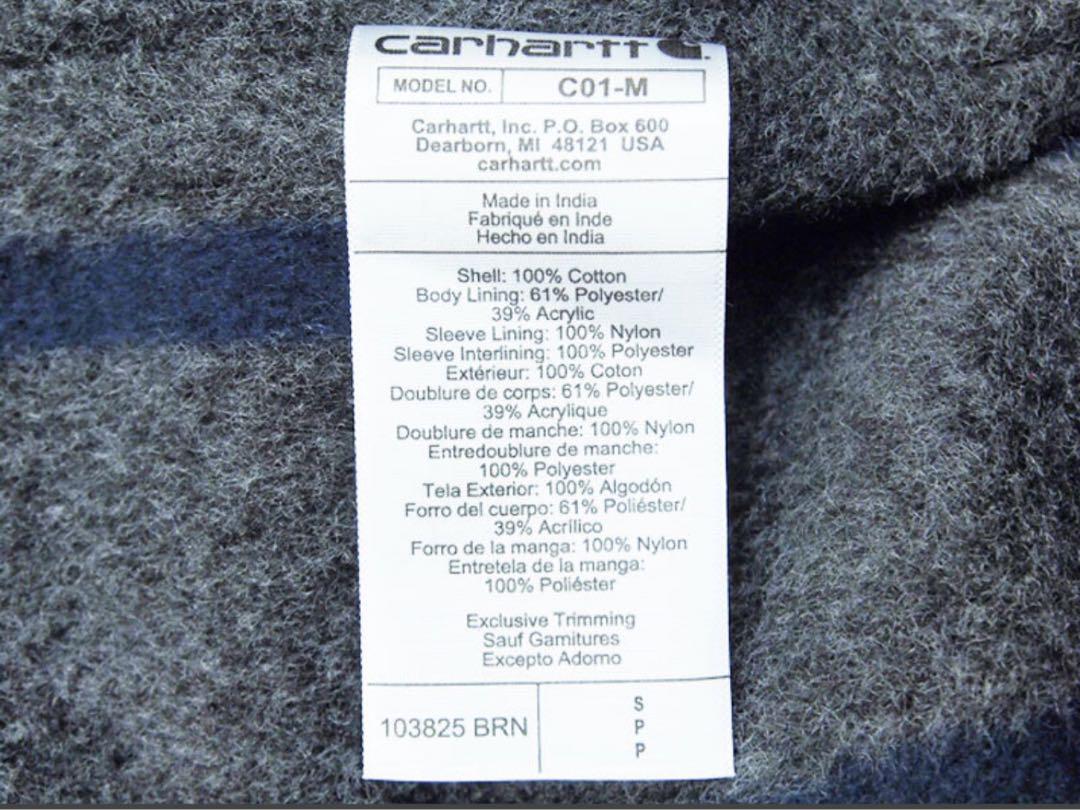 carhartt
MODEL NO. C01-M
Carhartt, Inc. P.O. Box 600
Dearborn, MI 48121 USA
carhartt.com
Made in India
Fabriqué en Inde
Hecho en India
Shell: 100% Cotton
Body Lining: 61% Polyester/
39% Acrylic
Sleeve Lining: 100% Nylon
Sleeve Interlining: 100% Polyester
Extérieur: 100% Coton
Doublure de corps: 61% Polyester/
39% Acrylique
Doublure de manche: 100% Nylon
Entredoublure de manche:
100% Polyester
Tela Exterior: 100% Algodón
Forro del cuerpo: 61% Poliéster/
39% Acrílico
Forro de la manga: 100% Nylon
Entretela de la manga:
100% Poliéster
Exclusive Trimming
Sauf Garnitures
Excepto Adorno
103825 BRN
S
P
P